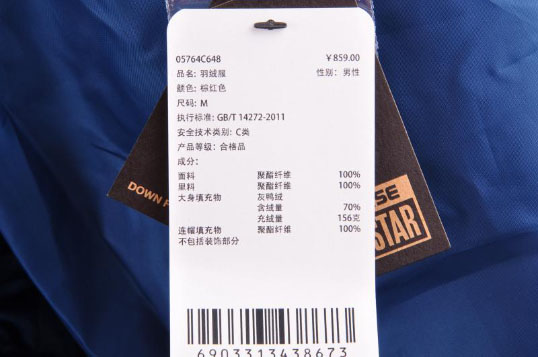 05764C648 ￥859.00
品名: 羽绒服 性别: 男性
颜色: 棕红色
尺码: M
执行标准: GB/T 14272-2011
安全技术类别: C类
产品等级: 合格品
成分:
面料 聚酯纤维 100%
里料 聚酯纤维 100%
大身填充物 灰鸭绒
含绒量 70%
充绒量 156克
连帽填充物 聚酯纤维 100%
不包括装饰部分
6903313438673
DOWN
STAR